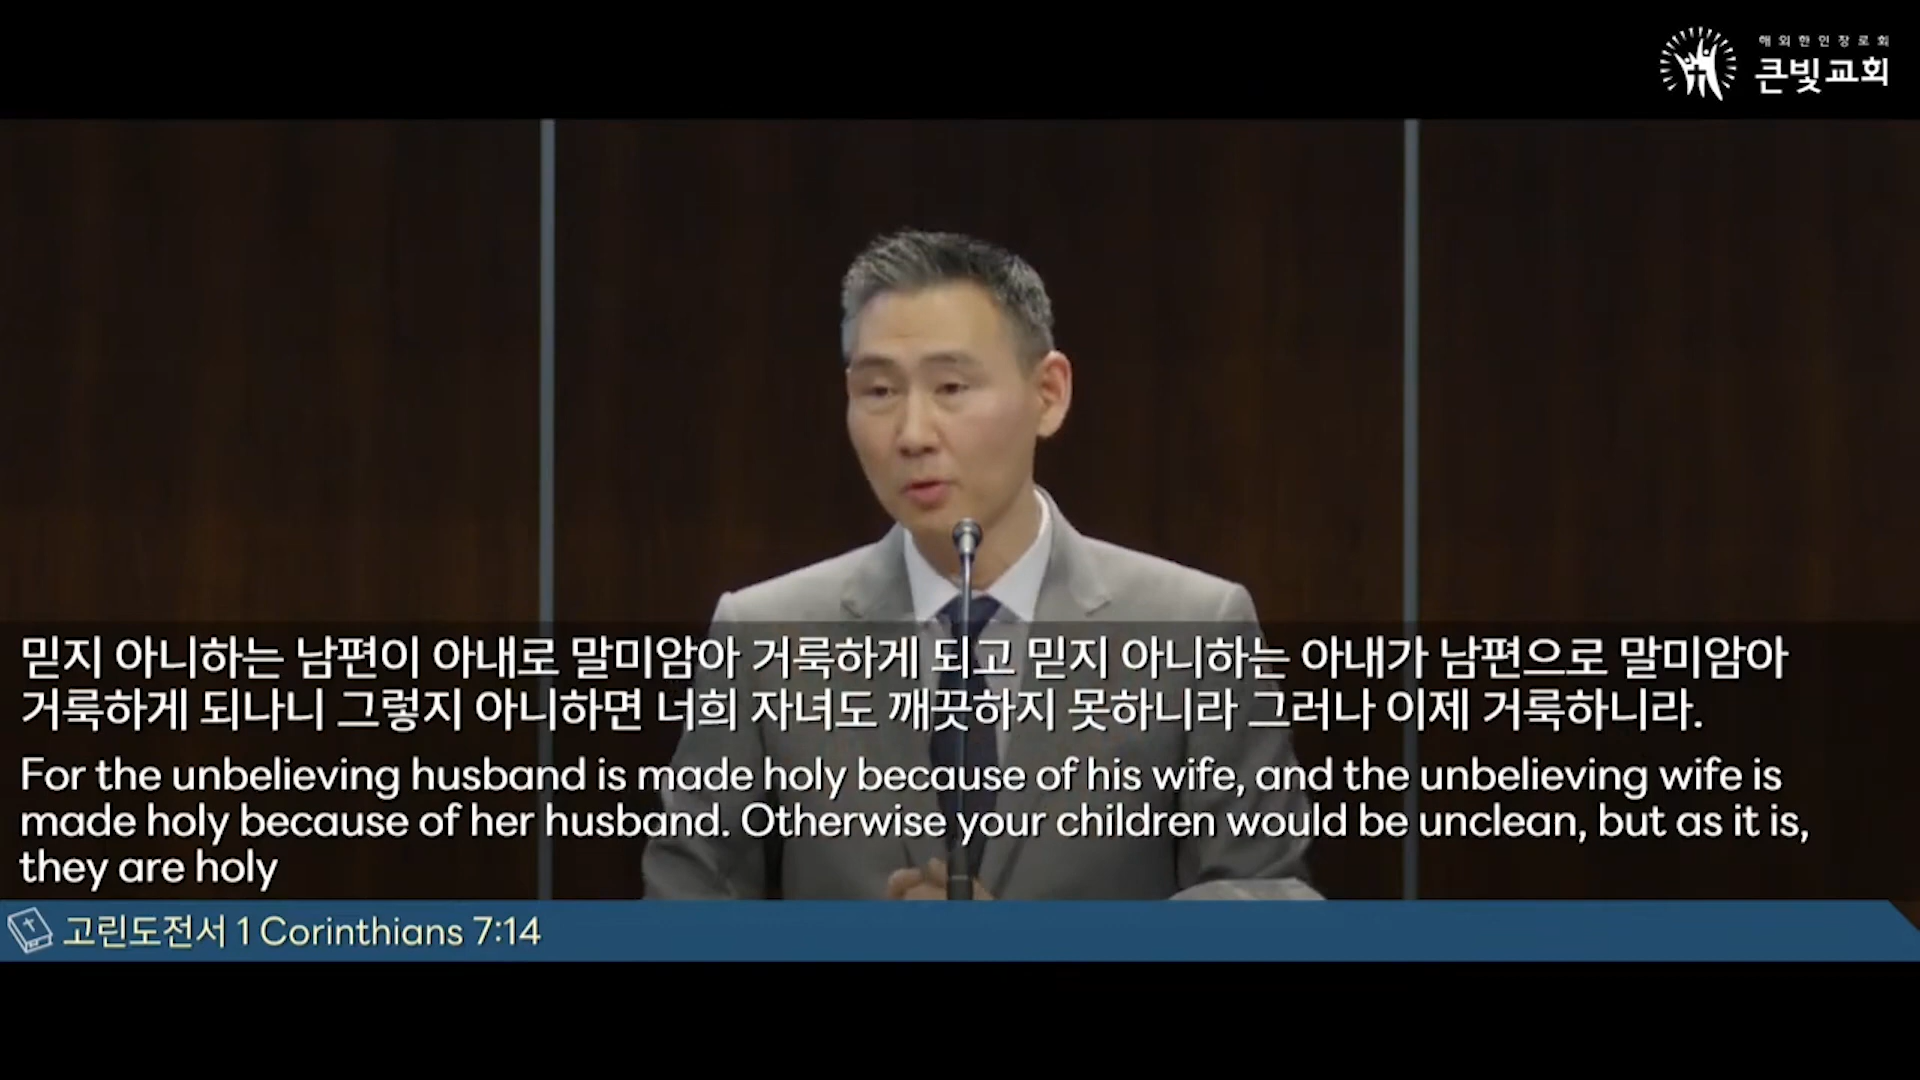 해외한인장로회
큰빛교회
믿지 아니하는 남편이 아내로 말미암아 거룩하게 되고 믿지 아니하는 아내가 남편으로 말미암아
거룩하게 되나니 그렇지 아니하면 너희 자녀도 깨끗하지 못하니라 그러나 이제 거룩하니라.
For the unbelieving husband is made holy because of his wife, and the unbelieving wife is
made holy because of her husband. Otherwise your children would be unclean, but as it is,
they are holy
고린도전서 1 Corinthians 7:14